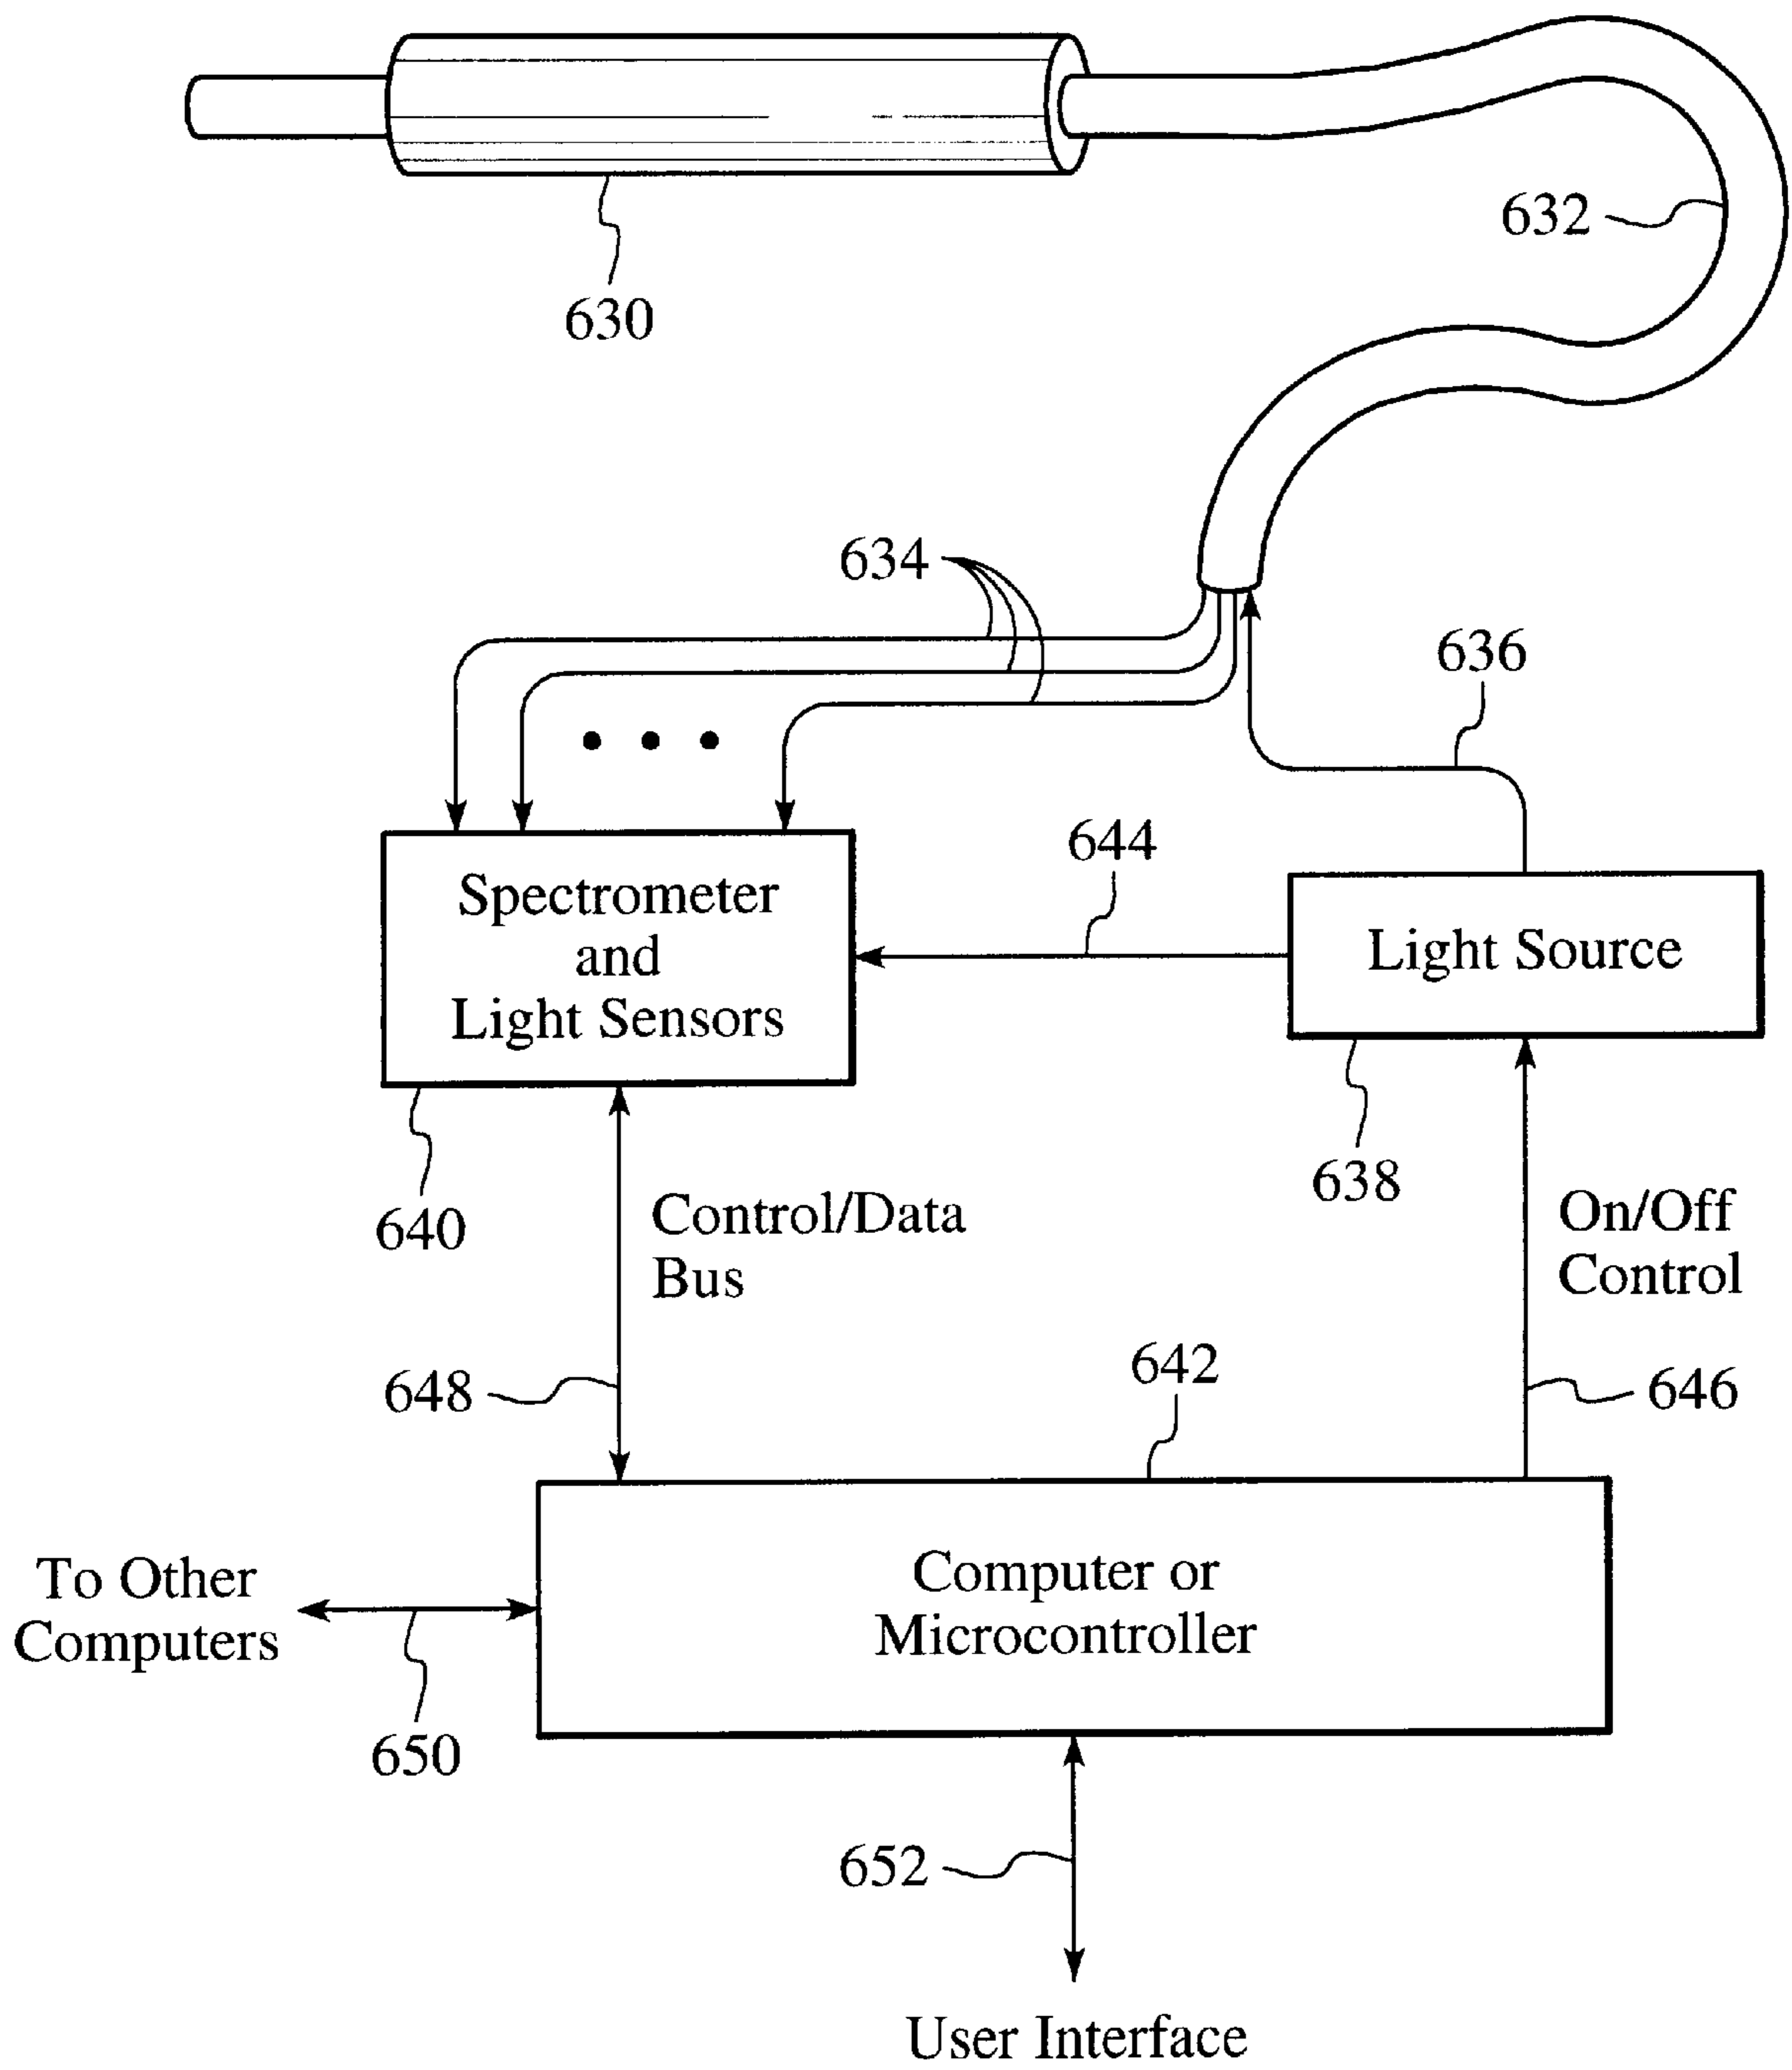 632
630
634
636
644
Spectrometer
and
Light Sensors
Light Source
638
640
Control/Data
Bus
On/Off
Control
642
648
646
To Other
Computers
Computer or
Microcontroller
650
652
User Interface